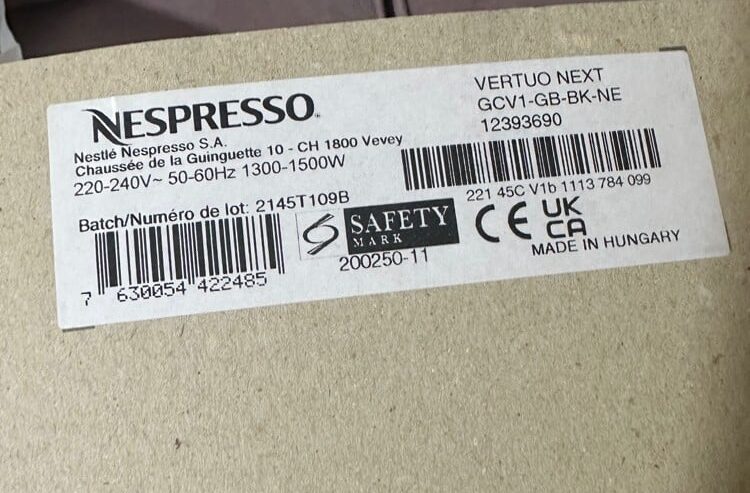 NESPRESSO.
Nestlé Nespresso S.A.
Chaussée de la Guinguette 10 - CH 1800 Vevey
220-240V~ 50-60Hz 1300-1500W
Batch/Numéro de lot: 2145T109B
7 630054 422485
SAFETY
MARK
200250-11
VERTUO NEXT
GCV1-GB-BK-NE
12393690
221 45C V1b 1113 784 099
CE UK
CA
MADE IN HUNGARY